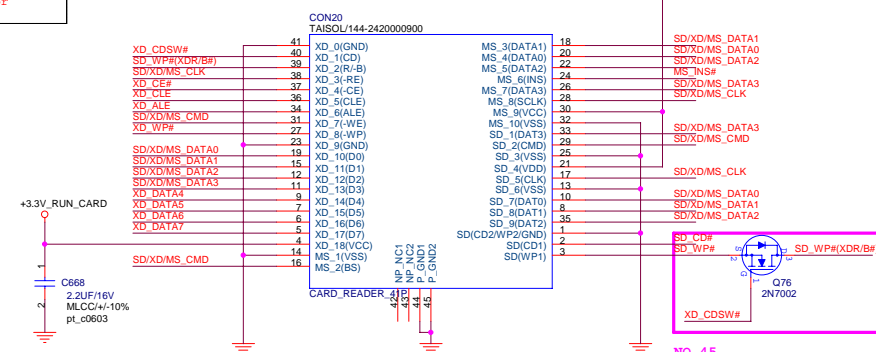 CON20
TAISOL/144-2420000900
XD_CDSW# 41 XD_0(GND) MS_3(DATA1) 18 SD/XD/MS_DATA1
SD_WP#(XDR/B#) 40 XD_1(CD) MS_4(DATA0) 20 SD/XD/MS_DATA0
SD/XD/MS_CLK 39 XD_2(R/-B) MS_5(DATA2) 22 SD/XD/MS_DATA2
38 XD_3(-RE) MS_6(INS) 24 MS_INS#
XD_CE# 37 XD_4(-CE) MS_7(DATA3) 26 SD/XD/MS_DATA3
XD_CLE 36 XD_5(CLE) MS_8(SCLK) 28 SD/XD/MS_CLK
XD_ALE 34 XD_6(ALE) MS_9(VCC) 30
SD/XD/MS_CMD 31 XD_7(-WE) MS_10(VSS) 32
XD_WP# 27 XD_8(-WP) SD_1(DAT3) 33 SD/XD/MS_DATA3
23 XD_9(GND) SD_2(CMD) 29 SD/XD/MS_CMD
SD/XD/MS_DATA0 19 XD_10(D0) SD_3(VSS) 25
SD/XD/MS_DATA1 15 XD_11(D1) SD_4(VDD) 21
SD/XD/MS_DATA2 12 XD_12(D2) SD_5(CLK) 17 SD/XD/MS_CLK
SD/XD/MS_DATA3 11 XD_13(D3) SD_6(VSS) 13
XD_DATA4 9 XD_14(D4) SD_7(DAT0) 10 SD/XD/MS_DATA0
XD_DATA5 7 XD_15(D5) SD_8(DAT1) 8 SD/XD/MS_DATA1
XD_DATA6 6 XD_16(D6) SD_9(DAT2) 35 SD/XD/MS_DATA2
XD_DATA7 5 XD_17(D7) SD(CD2/WP2/GND) 1
4 XD_18(VCC) SD(CD1) 2 SD_CD#
14 MS_1(VSS) SD(WP1) 3 SD_WP#
SD/XD/MS_CMD 16 MS_2(BS)
NP_NC1 NP_NC2 P_GND1 P_GND2
CARD_READER_41P
42 43 44 45
+3.3V_RUN_CARD
1
C668
2.2UF/16V
2
MLCC/+/-10%
pt_c0603
S 2 D 3 SD_WP#(XDR/B#
G 1
Q76
2N7002
XD_CDSW#